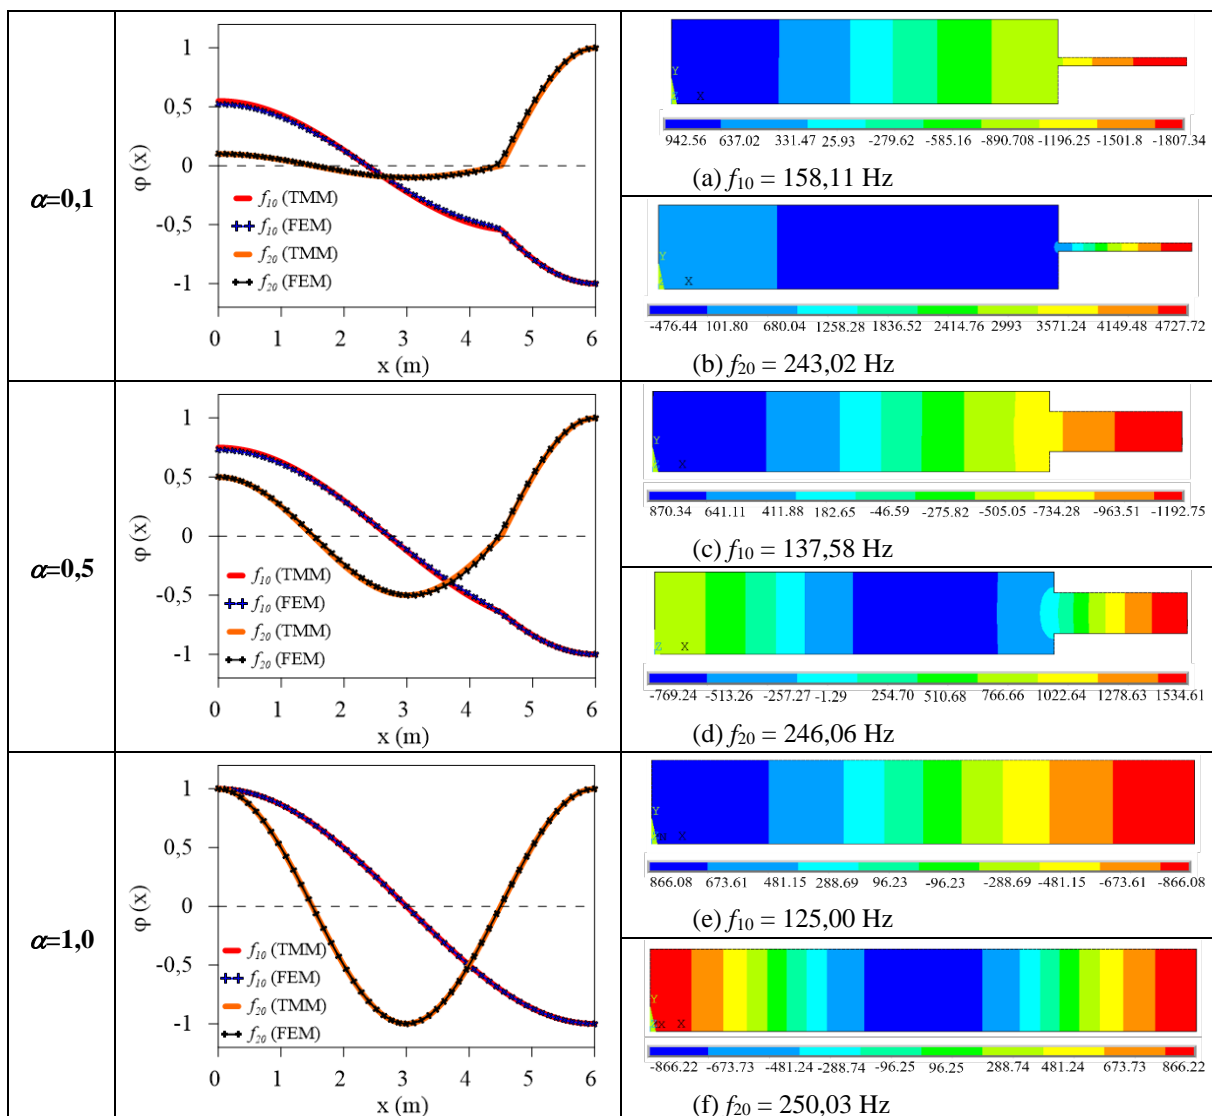 α=0,1
φ (x)
1
0,5
0
-0,5
-1
f10 (TMM)
f10 (FEM)
f20 (TMM)
f20 (FEM)
0 1 2 3 4 5 6
x (m)
Y
X
942.56 637.02 331.47 25.93 -279.62 -585.16 -890.708 -1196.25 -1501.8 -1807.34
(a) f10 = 158,11 Hz
Y
X
-476.44 101.80 680.04 1258.28 1836.52 2414.76 2993 3571.24 4149.48 4727.72
(b) f20 = 243,02 Hz
α=0,5
φ (x)
1
0,5
0
-0,5
-1
f10 (TMM)
f10 (FEM)
f20 (TMM)
f20 (FEM)
0 1 2 3 4 5 6
x (m)
Y
X
870.34 641.11 411.88 182.65 -46.59 -275.82 -505.05 -734.28 -963.51 -1192.75
(c) f10 = 137,58 Hz
Z X
-769.24 -513.26 -257.27 -1.29 254.70 510.68 766.66 1022.64 1278.63 1534.61
(d) f20 = 246,06 Hz
α=1,0
φ (x)
1
0,5
0
-0,5
-1
f10 (TMM)
f10 (FEM)
f20 (TMM)
f20 (FEM)
0 1 2 3 4 5 6
x (m)
Y
X
866.08 673.61 481.15 288.69 96.23 -96.23 -288.69 -481.15 -673.61 -866.08
(e) f10 = 125,00 Hz
Y
X
-866.22 -673.73 -481.24 -288.74 -96.25 96.25 288.74 481.24 673.73 866.22
(f) f20 = 250,03 Hz